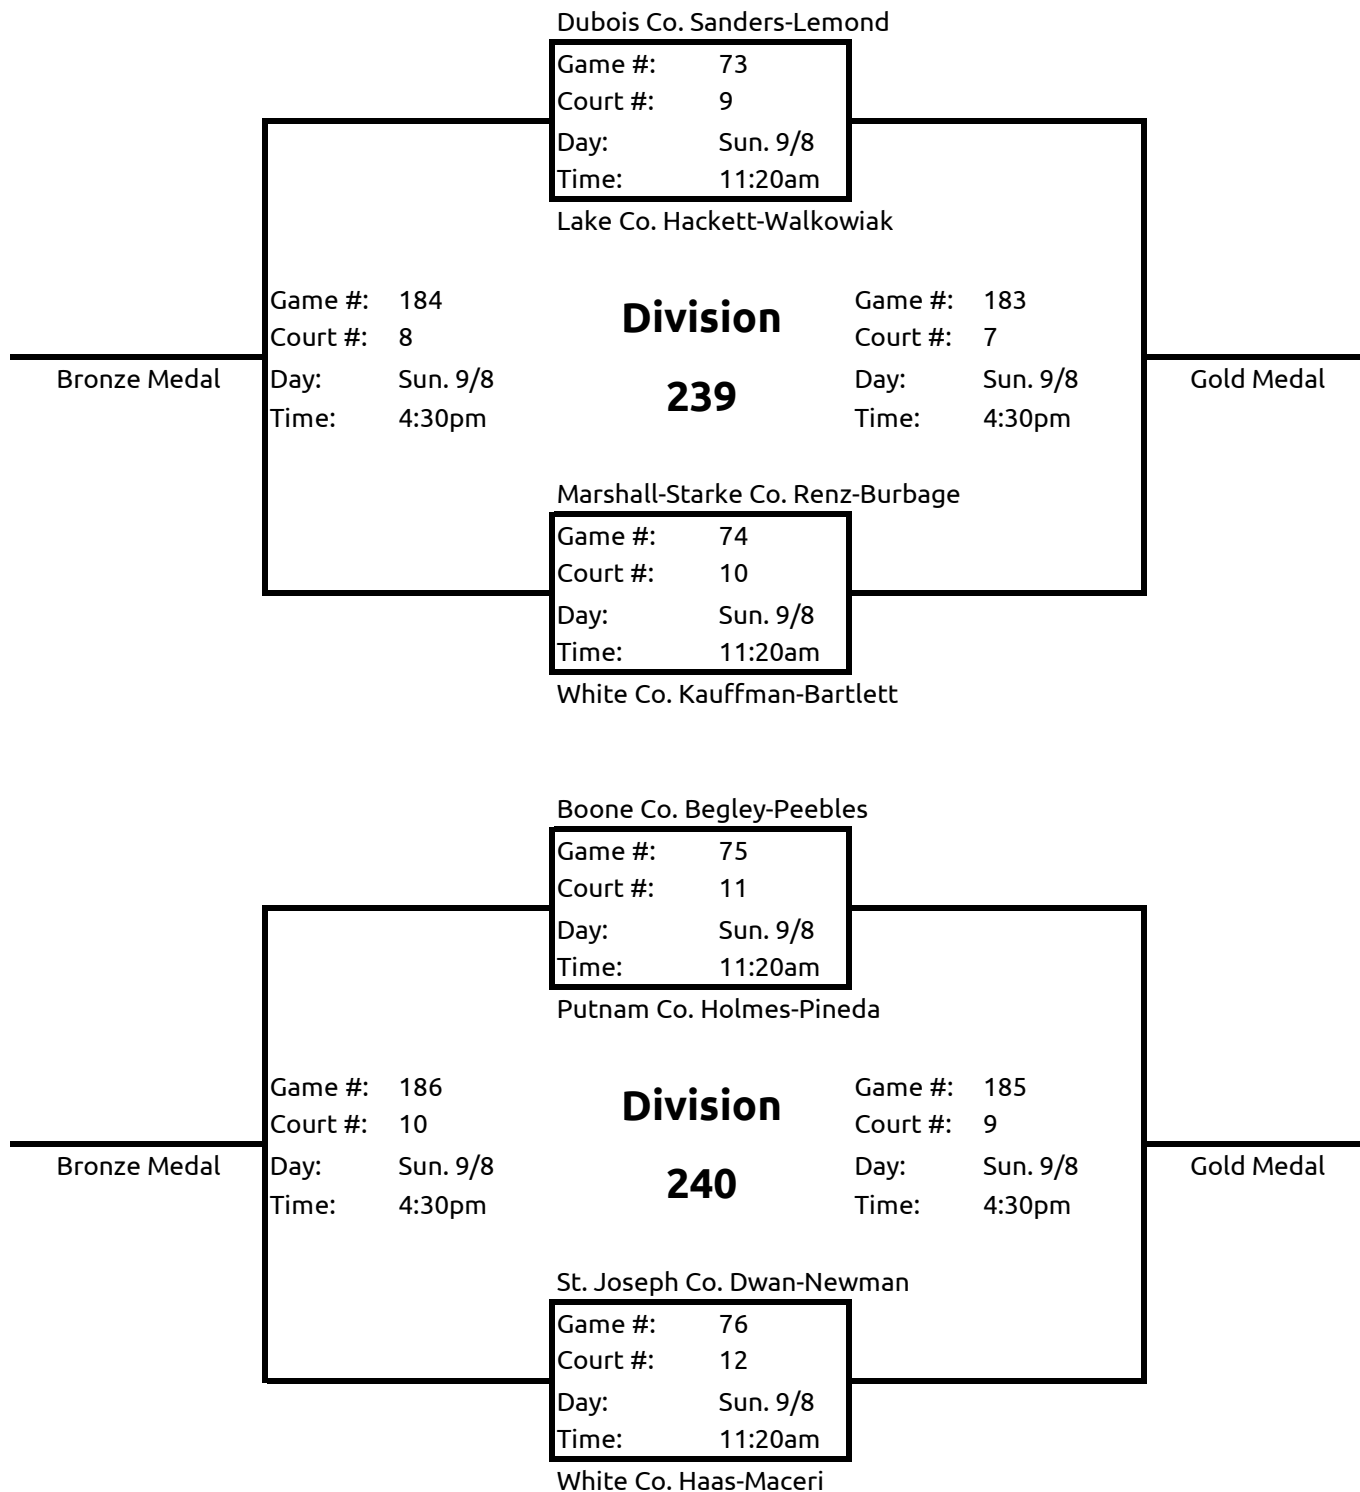 Dubois Co. Sanders-Lemond
Game #: 73
Court #: 9
Day: Sun. 9/8
Time: 11:20am
Lake Co. Hackett-Walkowiak
Game #: 184
Court #: 8
Day: Sun. 9/8
Time: 4:30pm
Bronze Medal
Division
239
Game #: 183
Court #: 7
Day: Sun. 9/8
Time: 4:30pm
Gold Medal
Marshall-Starke Co. Renz-Burbage
Game #: 74
Court #: 10
Day: Sun. 9/8
Time: 11:20am
White Co. Kauffman-Bartlett
Boone Co. Begley-Peebles
Game #: 75
Court #: 11
Day: Sun. 9/8
Time: 11:20am
Putnam Co. Holmes-Pineda
Game #: 186
Court #: 10
Day: Sun. 9/8
Time: 4:30pm
Bronze Medal
Division
240
Game #: 185
Court #: 9
Day: Sun. 9/8
Time: 4:30pm
Gold Medal
St. Joseph Co. Dwan-Newman
Game #: 76
Court #: 12
Day: Sun. 9/8
Time: 11:20am
White Co. Haas-Maceri